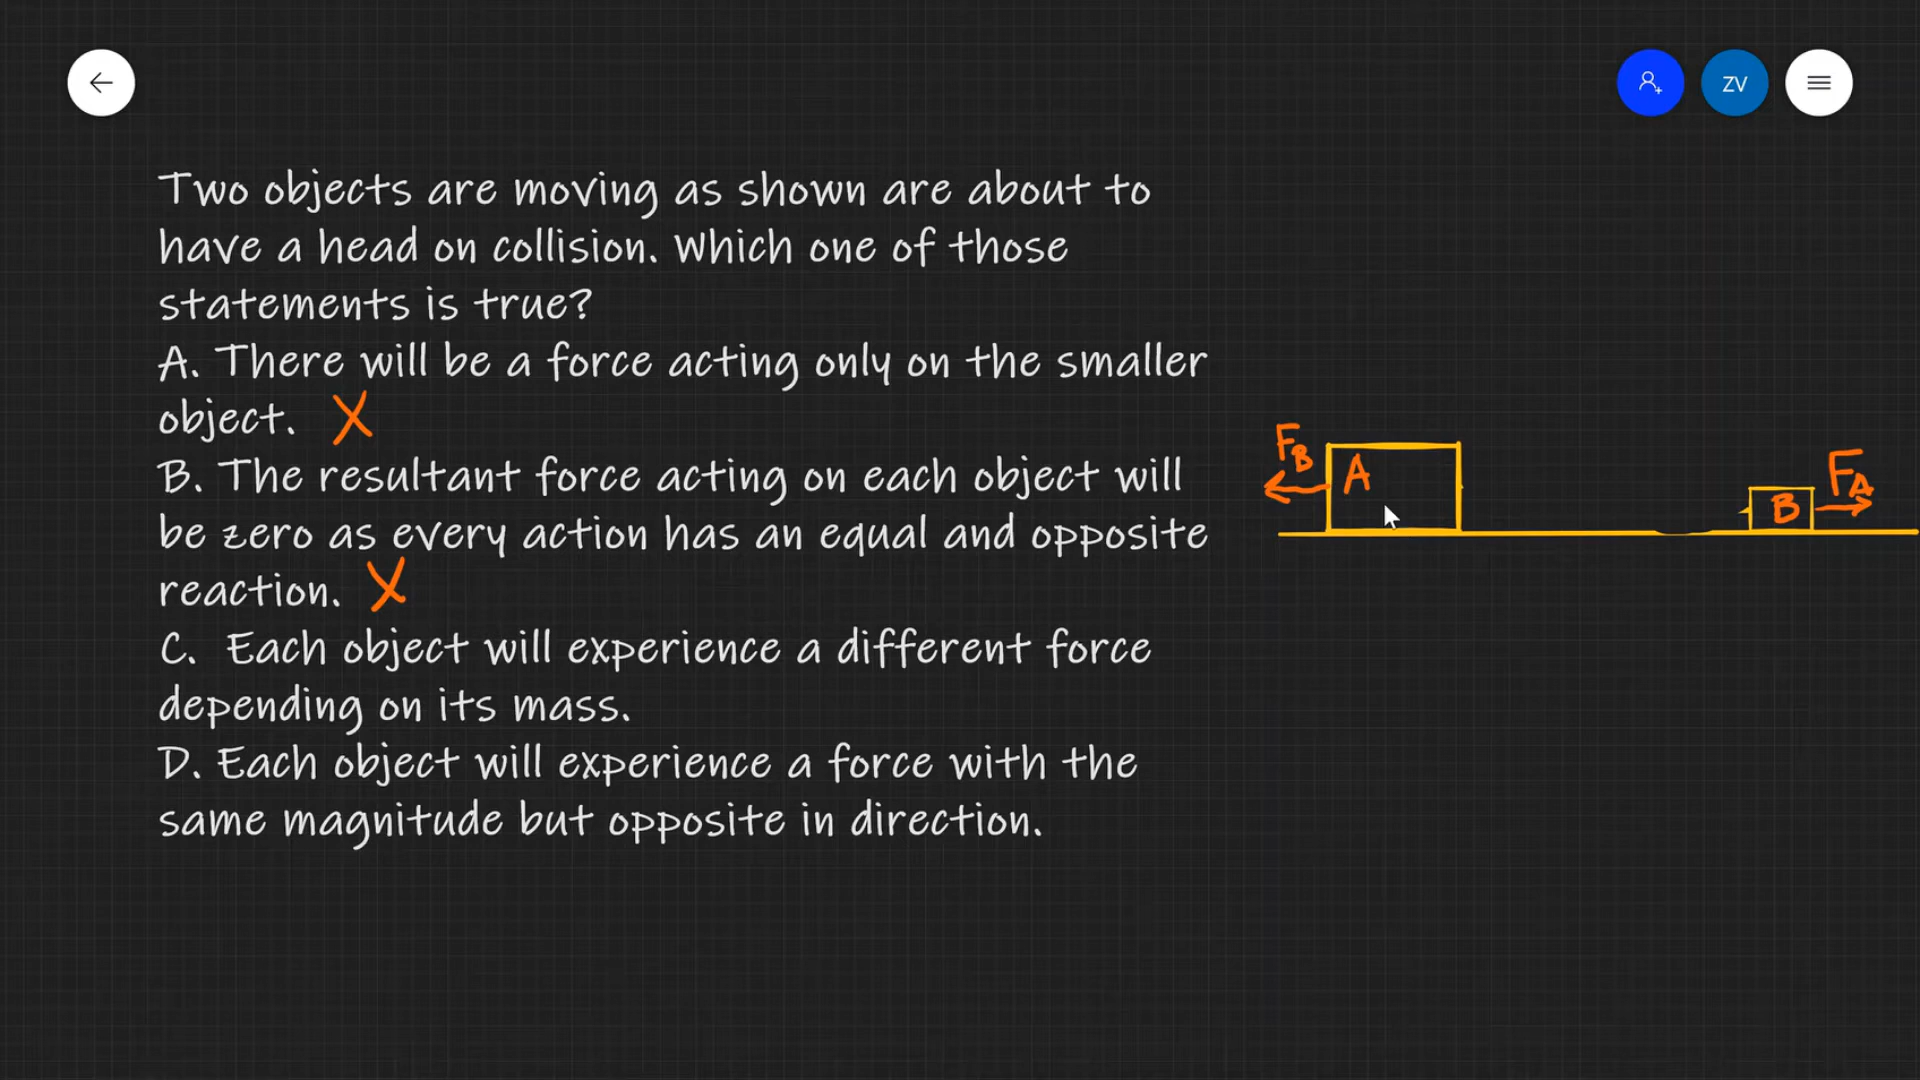 ZV
Two objects are moving as shown are about to
have a head on collision. Which one of those
statements is true?
A. There will be a force acting only on the smaller
object. X
B. The resultant force acting on each object will
be zero as every action has an equal and opposite
reaction. X
C. Each object will experience a different force
depending on its mass.
D. Each object will experience a force with the
same magnitude but opposite in direction.
FB
A
B
FA